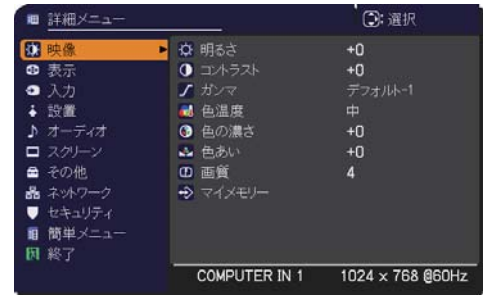 詳細メニュー
:選択
映像
表示
入力
設置
オーディオ
スクリーン
その他
ネットワーク
セキュリティ
簡単メニュー
終了
明るさ +0
コントラスト +0
ガンマ デフォルト-1
色温度 中
色の濃さ +0
色あい +0
画質 4
マイメモリー
COMPUTER IN 1 1024 x 768 @60Hz